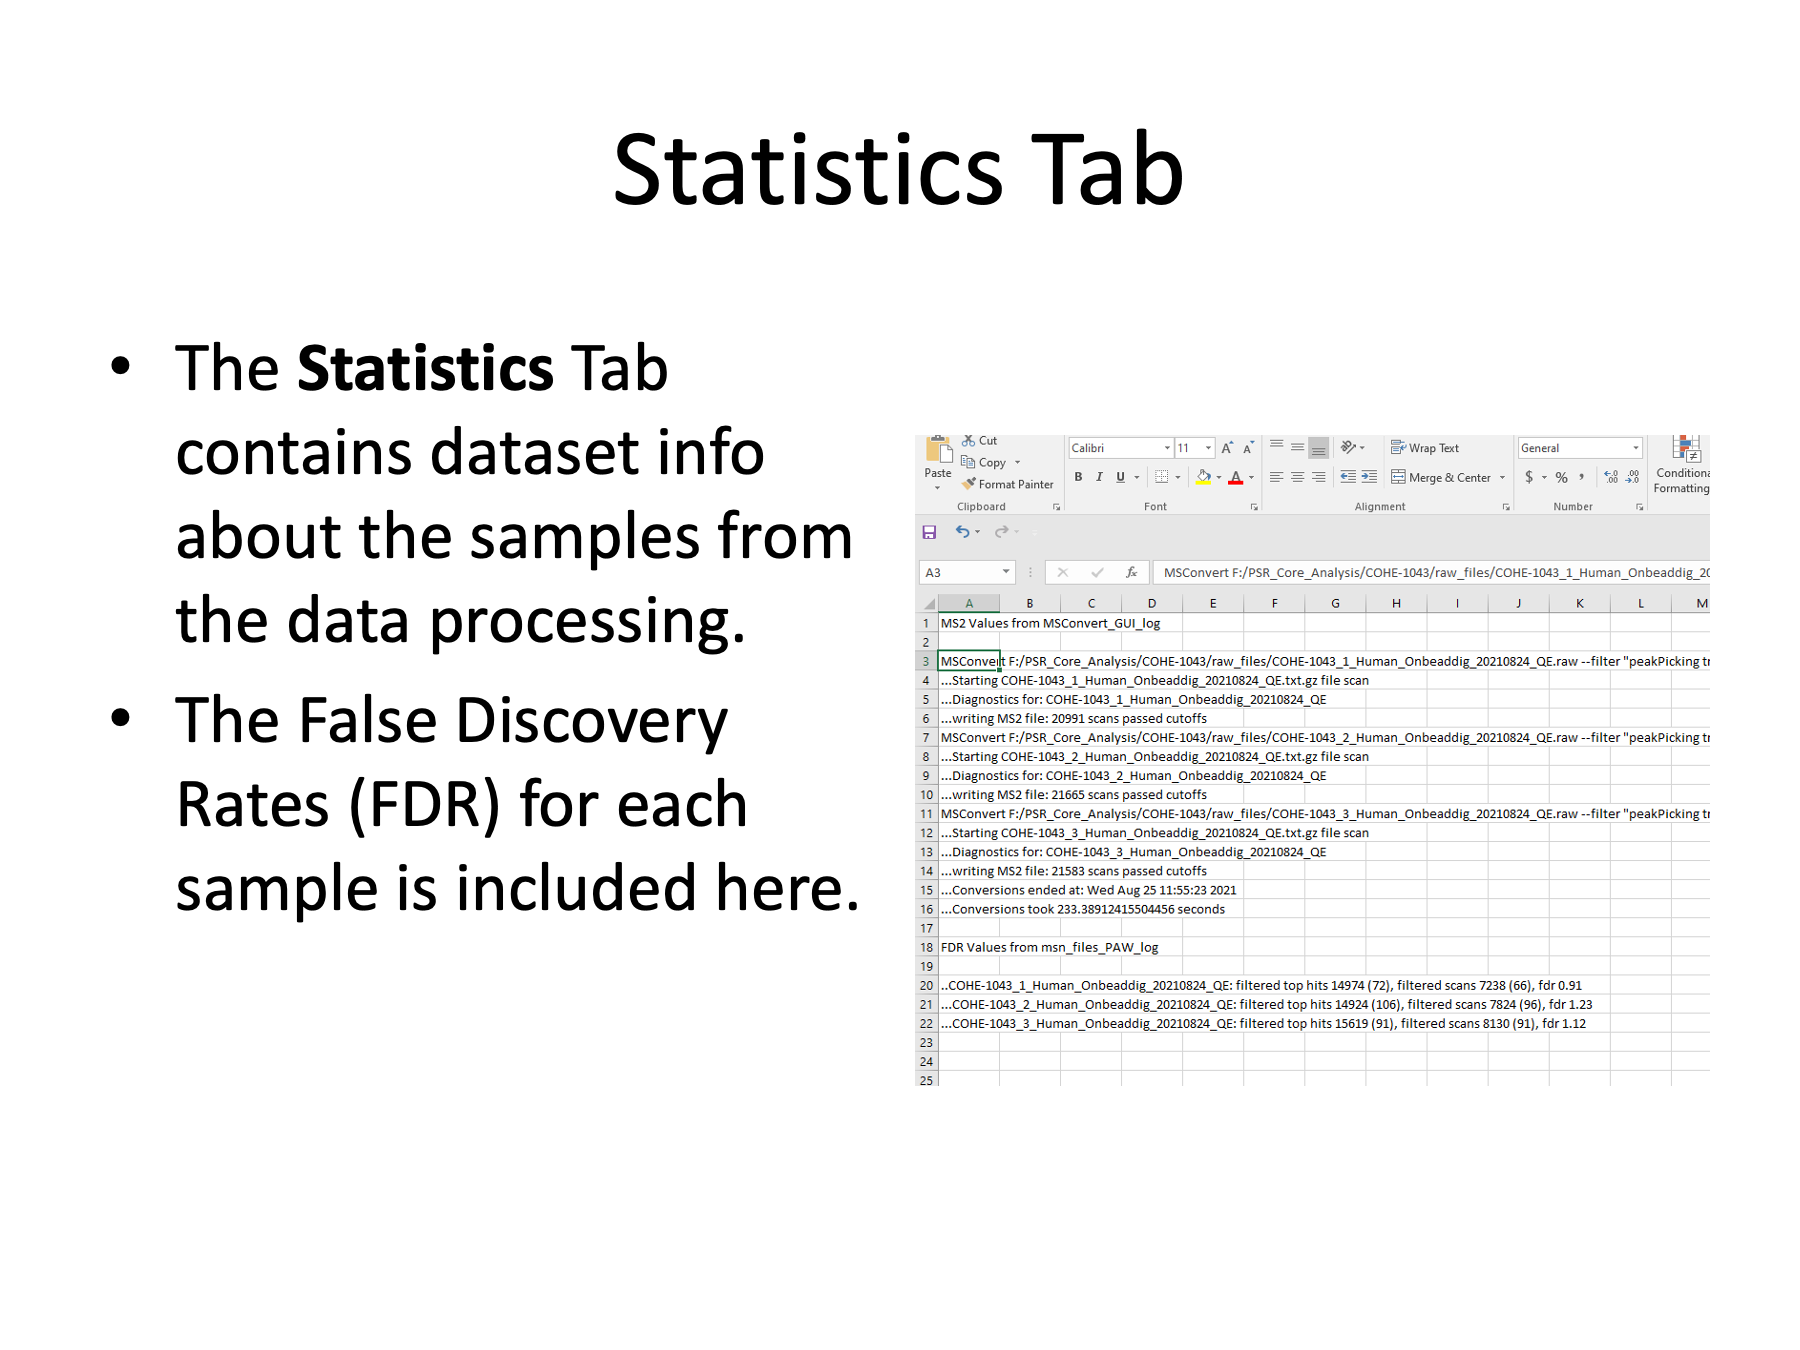 Statistics Tab
• The Statistics Tab
contains dataset info
about the samples from
the data processing.
• The False Discovery
Rates (FDR) for each
sample is included here.
Cut
Calibri 11 Wrap Text General
Paste Copy
Format Painter B I U Merge & Center $ % , Conditiona
Formatting
Clipboard Font Alignment Number
A3 fx MSConvert F:/PSR_Core_Analysis/COHE-1043/raw_files/COHE-1043_1_Human_Onbeaddig_20
A B C D E F G H I J K L M
1 MS2 Values from MSConvert_GUI_log
2
3 MSConvert F:/PSR_Core_Analysis/COHE-1043/raw_files/COHE-1043_1_Human_Onbeaddig_20210824_QE.raw --filter "peakPicking tr
4 ...Starting COHE-1043_1_Human_Onbeaddig_20210824_QE.txt.gz file scan
5 ...Diagnostics for: COHE-1043_1_Human_Onbeaddig_20210824_QE
6 ...writing MS2 file: 20991 scans passed cutoffs
7 MSConvert F:/PSR_Core_Analysis/COHE-1043/raw_files/COHE-1043_2_Human_Onbeaddig_20210824_QE.raw --filter "peakPicking tr
8 ...Starting COHE-1043_2_Human_Onbeaddig_20210824_QE.txt.gz file scan
9 ...Diagnostics for: COHE-1043_2_Human_Onbeaddig_20210824_QE
10 ...writing MS2 file: 21665 scans passed cutoffs
11 MSConvert F:/PSR_Core_Analysis/COHE-1043/raw_files/COHE-1043_3_Human_Onbeaddig_20210824_QE.raw --filter "peakPicking tr
12 ...Starting COHE-1043_3_Human_Onbeaddig_20210824_QE.txt.gz file scan
13 ...Diagnostics for: COHE-1043_3_Human_Onbeaddig_20210824_QE
14 ...writing MS2 file: 21583 scans passed cutoffs
15 ...Conversions ended at: Wed Aug 25 11:55:23 2021
16 ...Conversions took 233.38912415504456 seconds
17
18 FDR Values from msn_files_PAW_log
19
20 ..COHE-1043_1_Human_Onbeaddig_20210824_QE: filtered top hits 14974 (72), filtered scans 7238 (66), fdr 0.91
21 ...COHE-1043_2_Human_Onbeaddig_20210824_QE: filtered top hits 14924 (106), filtered scans 7824 (96), fdr 1.23
22 ...COHE-1043_3_Human_Onbeaddig_20210824_QE: filtered top hits 15619 (91), filtered scans 8130 (91), fdr 1.12
23
24
25